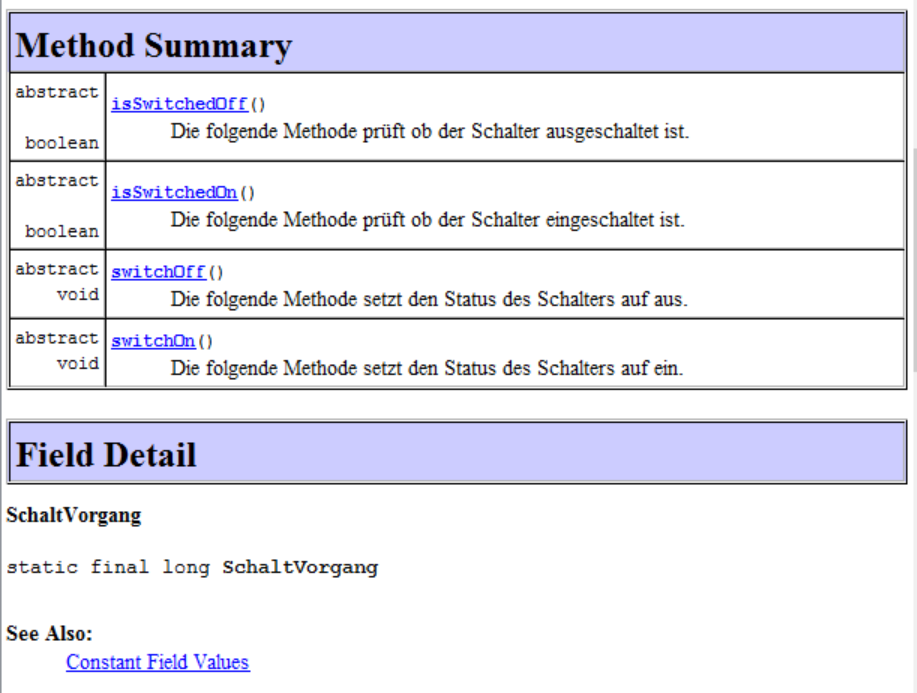 Method Summary
abstract
boolean
isSwitchedOff()
Die folgende Methode prüft ob der Schalter ausgeschaltet ist.
abstract
boolean
isSwitchedOn()
Die folgende Methode prüft ob der Schalter eingeschaltet ist.
abstract
void
switchOff()
Die folgende Methode setzt den Status des Schalters auf aus.
abstract
void
switchOn()
Die folgende Methode setzt den Status des Schalters auf ein.
Field Detail
SchaltVorgang
static final long SchaltVorgang
See Also:
Constant Field Values